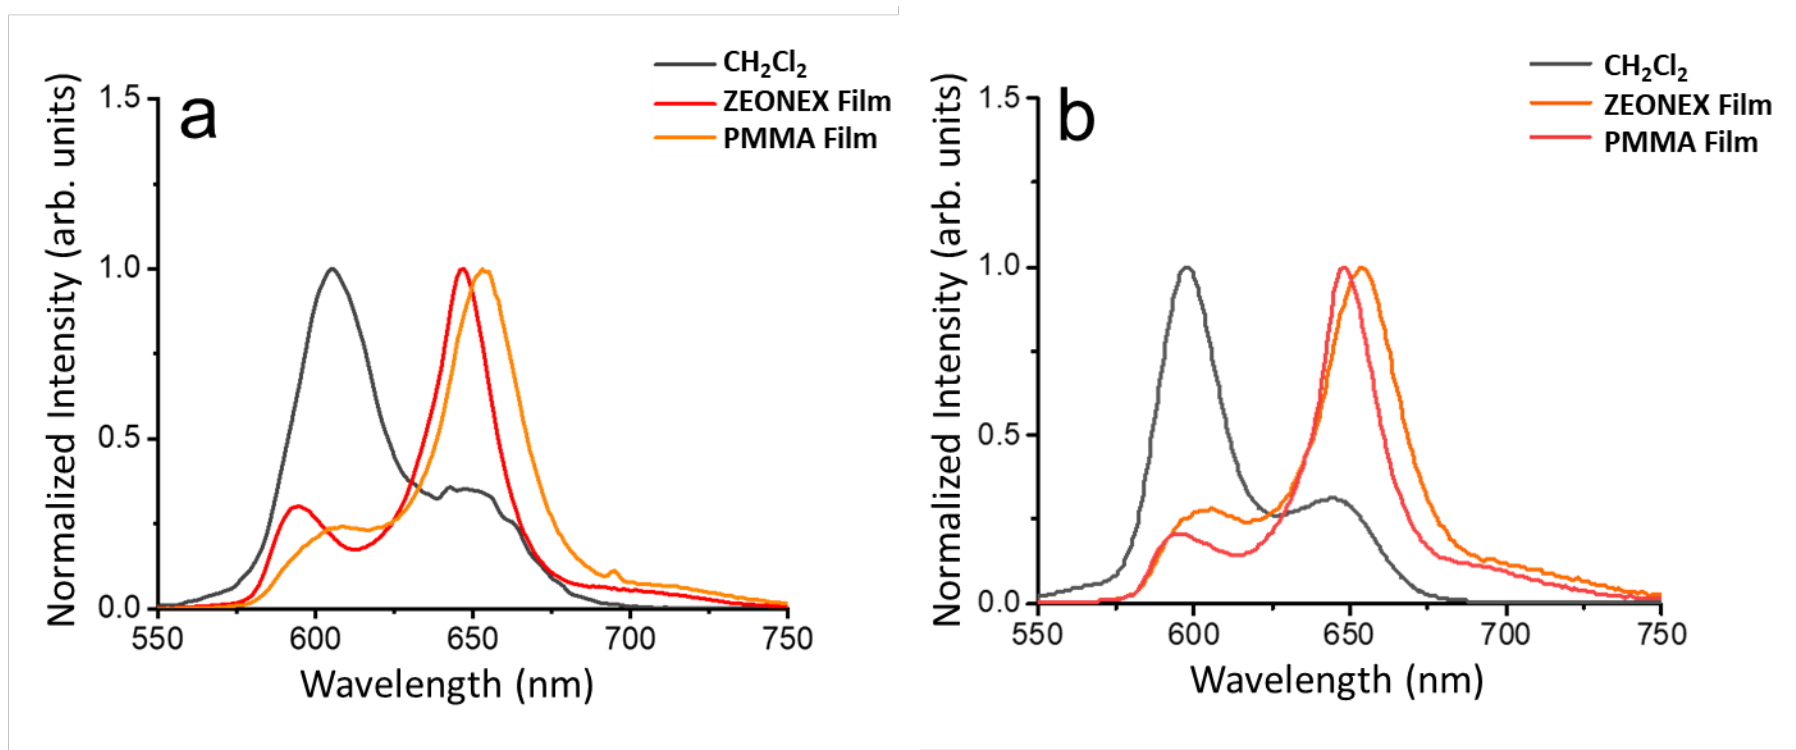 a
CH₂Cl₂
ZEONEX Film
PMMA Film
Normalized Intensity (arb. units)
1.5
1.0
0.5
0.0
550 600 650 700 750
Wavelength (nm)
b
CH₂Cl₂
ZEONEX Film
PMMA Film
Normalized Intensity (arb. units)
1.5
1.0
0.5
0.0
550 600 650 700 750
Wavelength (nm)